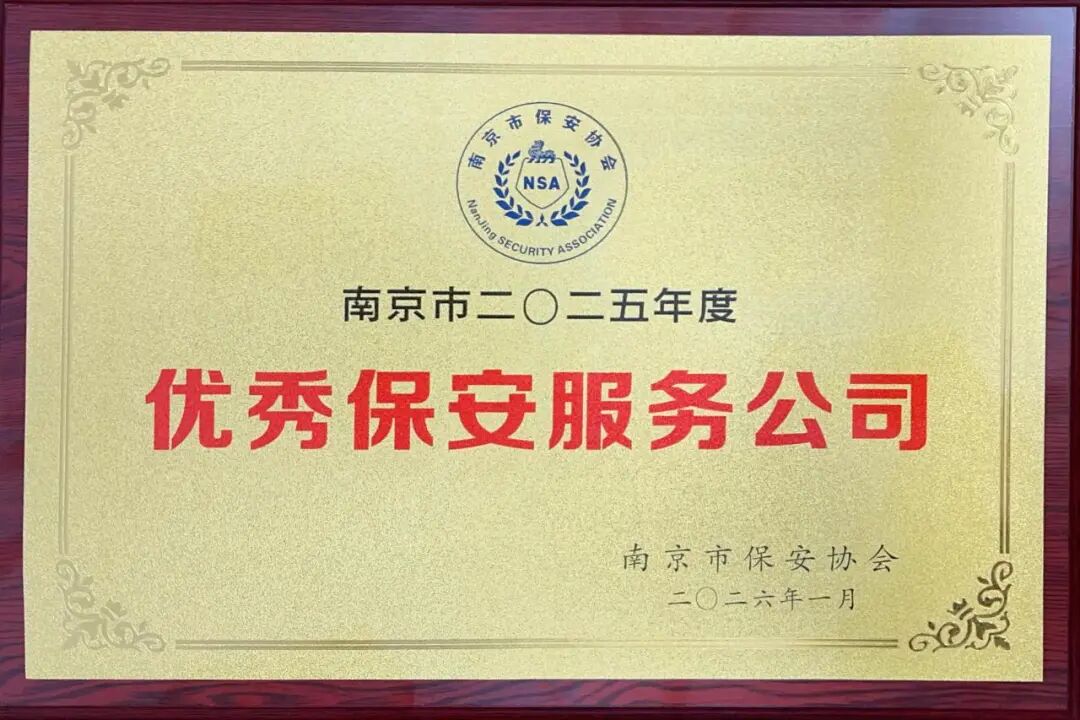 南京市保安协会
NSA
NanJing SECURITY ASSOCIATION
南京市二〇二五年度
优秀保安服务公司
南京市保安协会
二〇二六年一月